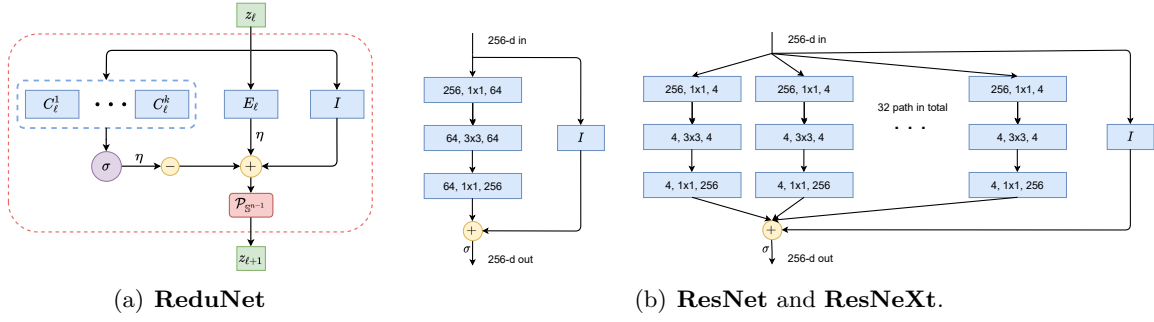 z_ℓ
C_ℓ^1 • • • C_ℓ^k
E_ℓ
I
η
σ
η
−
+
P_{S^{n−1}}
z_{ℓ+1}
(a) ReduNet
256-d in
256, 1x1, 64
64, 3x3, 64
I
64, 1x1, 256
+
σ
256-d out
256-d in
256, 1x1, 4
256, 1x1, 4
256, 1x1, 4
32 path in total
• • •
4, 3x3, 4
4, 3x3, 4
4, 3x3, 4
I
4, 1x1, 256
4, 1x1, 256
4, 1x1, 256
+
σ
256-d out
(b) ResNet and ResNeXt.